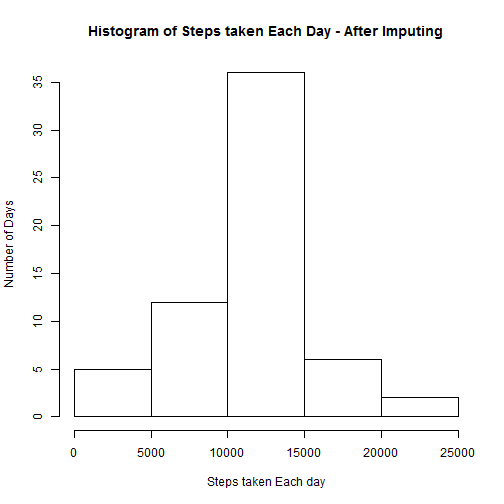 Histogram of Steps taken Each Day - After Imputing
Number of Days
35
30
25
20
15
10
5
0
0 5000 10000 15000 20000 25000
Steps taken Each day